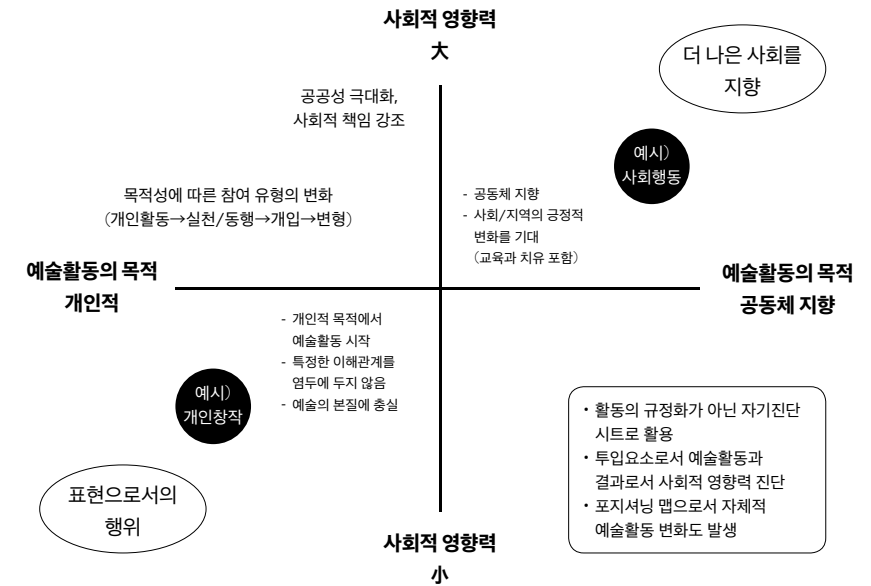 사회적 영향력
大
더 나은 사회를
지향
공공성 극대화,
사회적 책임 강조
예시)
사회행동
목적성에 따른 참여 유형의 변화
(개인활동→실천/동행→개입→변형)
- 공동체 지향
- 사회/지역의 긍정적
변화를 기대
(교육과 치유 포함)
예술활동의 목적
개인적
예술활동의 목적
공동체 지향
- 개인적 목적에서
예술활동 시작
- 특정한 이해관계를
염두에 두지 않음
- 예술의 본질에 충실
예시)
개인창작
• 활동의 규정화가 아닌 자기진단
시트로 활용
• 투입요소로서 예술활동과
결과로서 사회적 영향력 진단
• 포지셔닝 맵으로서 자체적
예술활동 변화도 발생
표현으로서의
행위
사회적 영향력
小